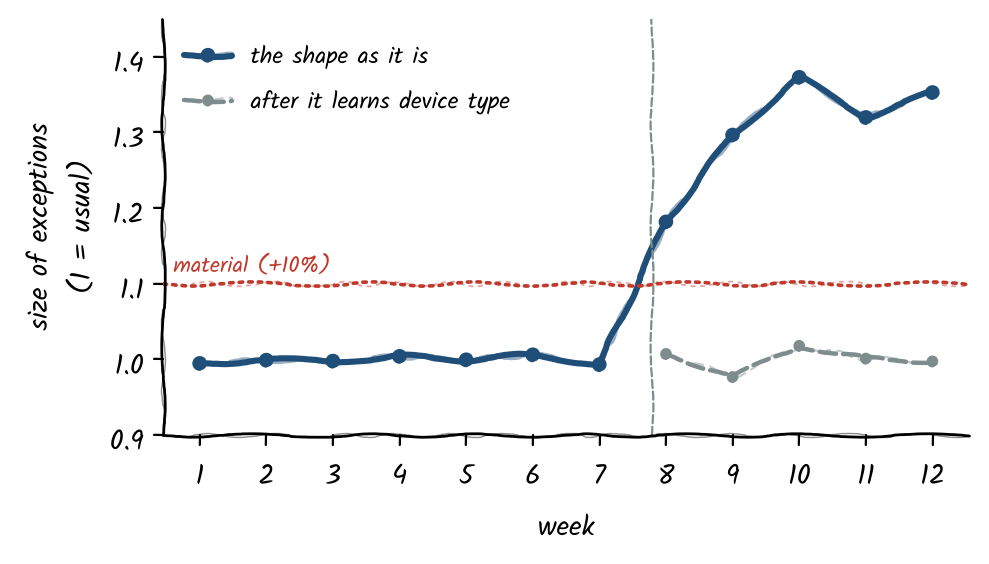 the shape as it is
after it learns device type
material (+10%)
size of exceptions
(1 = usual)
1.4
1.3
1.2
1.1
1.0
0.9
1 2 3 4 5 6 7 8 9 10 11 12
week